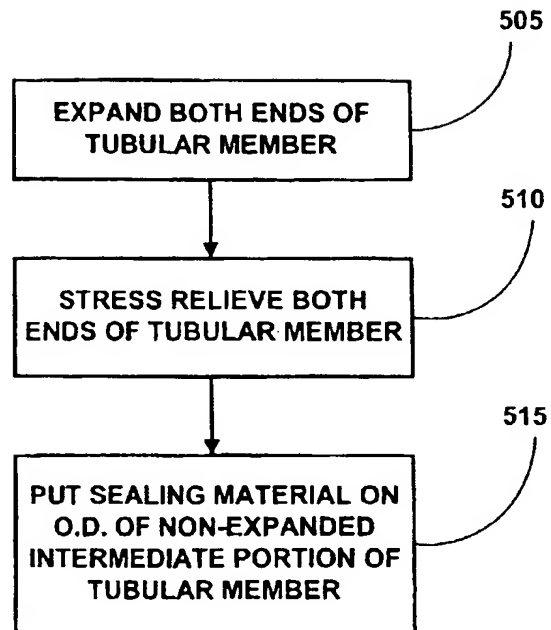 505
EXPAND BOTH ENDS OF
TUBULAR MEMBER
510
STRESS RELIEVE BOTH
ENDS OF TUBULAR MEMBER
515
PUT SEALING MATERIAL ON
O.D. OF NON-EXPANDED
INTERMEDIATE PORTION OF
TUBULAR MEMBER